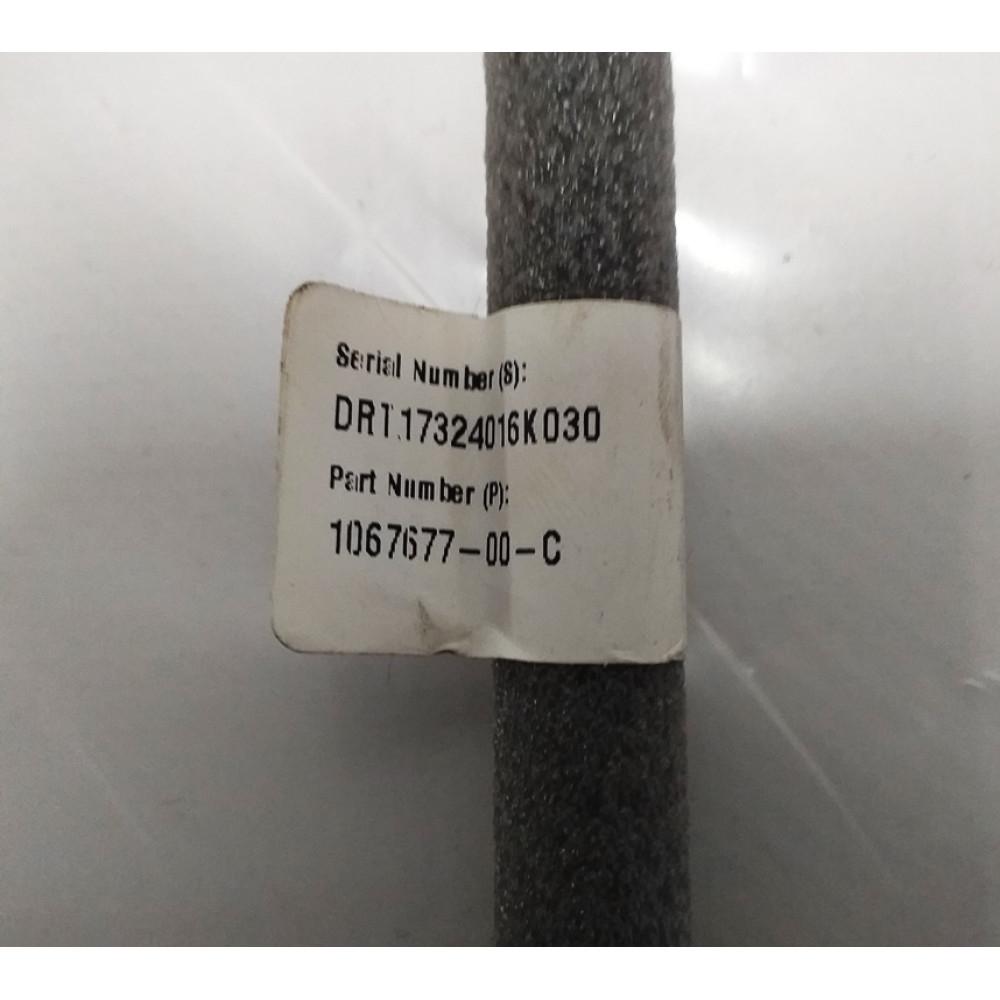 Serial Number (S):
DRT17324016K030
Part Number (P):
1067677-00-C